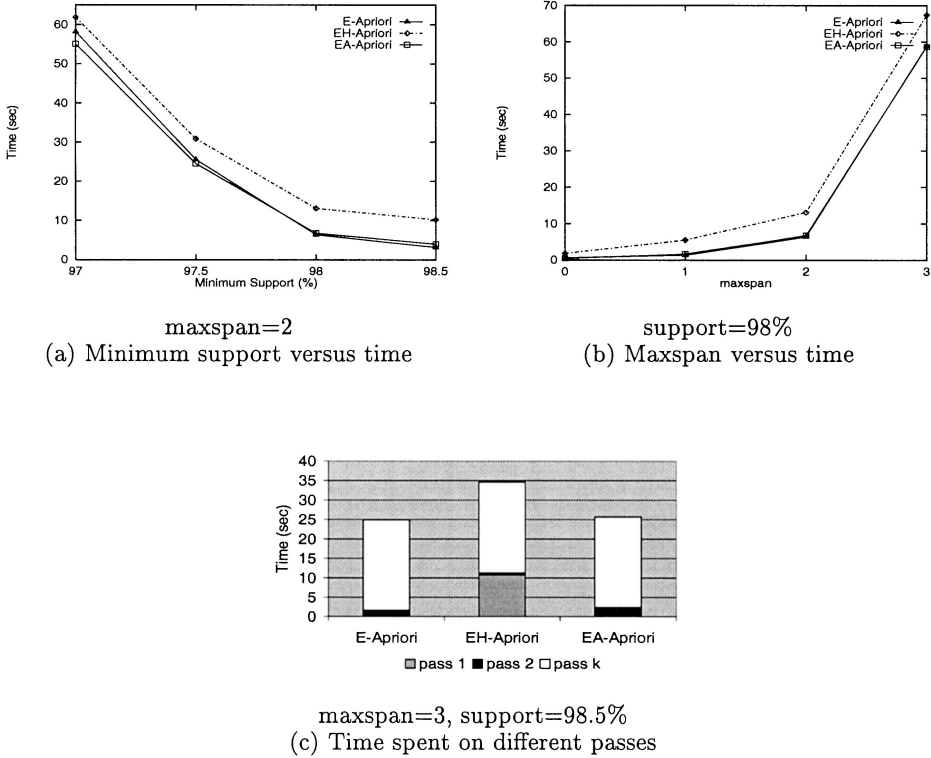 60
50
40
30
20
10
0
Time (sec)
97
97.5
98
98.5
Minimum Support (%)
E-Apriori
EH-Apriori
EA-Apriori
maxspan=2
(a) Minimum support versus time
70
60
50
40
30
20
10
0
Time (sec)
0
1
2
3
maxspan
E-Apriori
EH-Apriori
EA-Apriori
support=98%
(b) Maxspan versus time
40
35
30
25
20
15
10
5
0
Time (sec)
E-Apriori
EH-Apriori
EA-Apriori
pass 1 pass 2 pass k
maxspan=3, support=98.5%
(c) Time spent on different passes